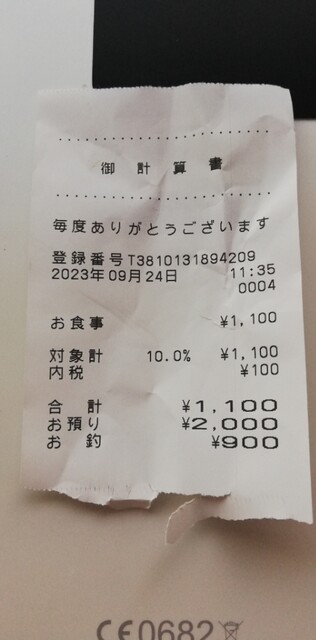 御計算書
毎度ありがとうございます
登録番号T3810131894209
2023年09月24日 11:35
0004
お食事 ¥1,100
対象計 10.0% ¥1,100
内税 ¥100
合計 ¥1,100
お預り ¥2,000
お釣 ¥900
CE0682